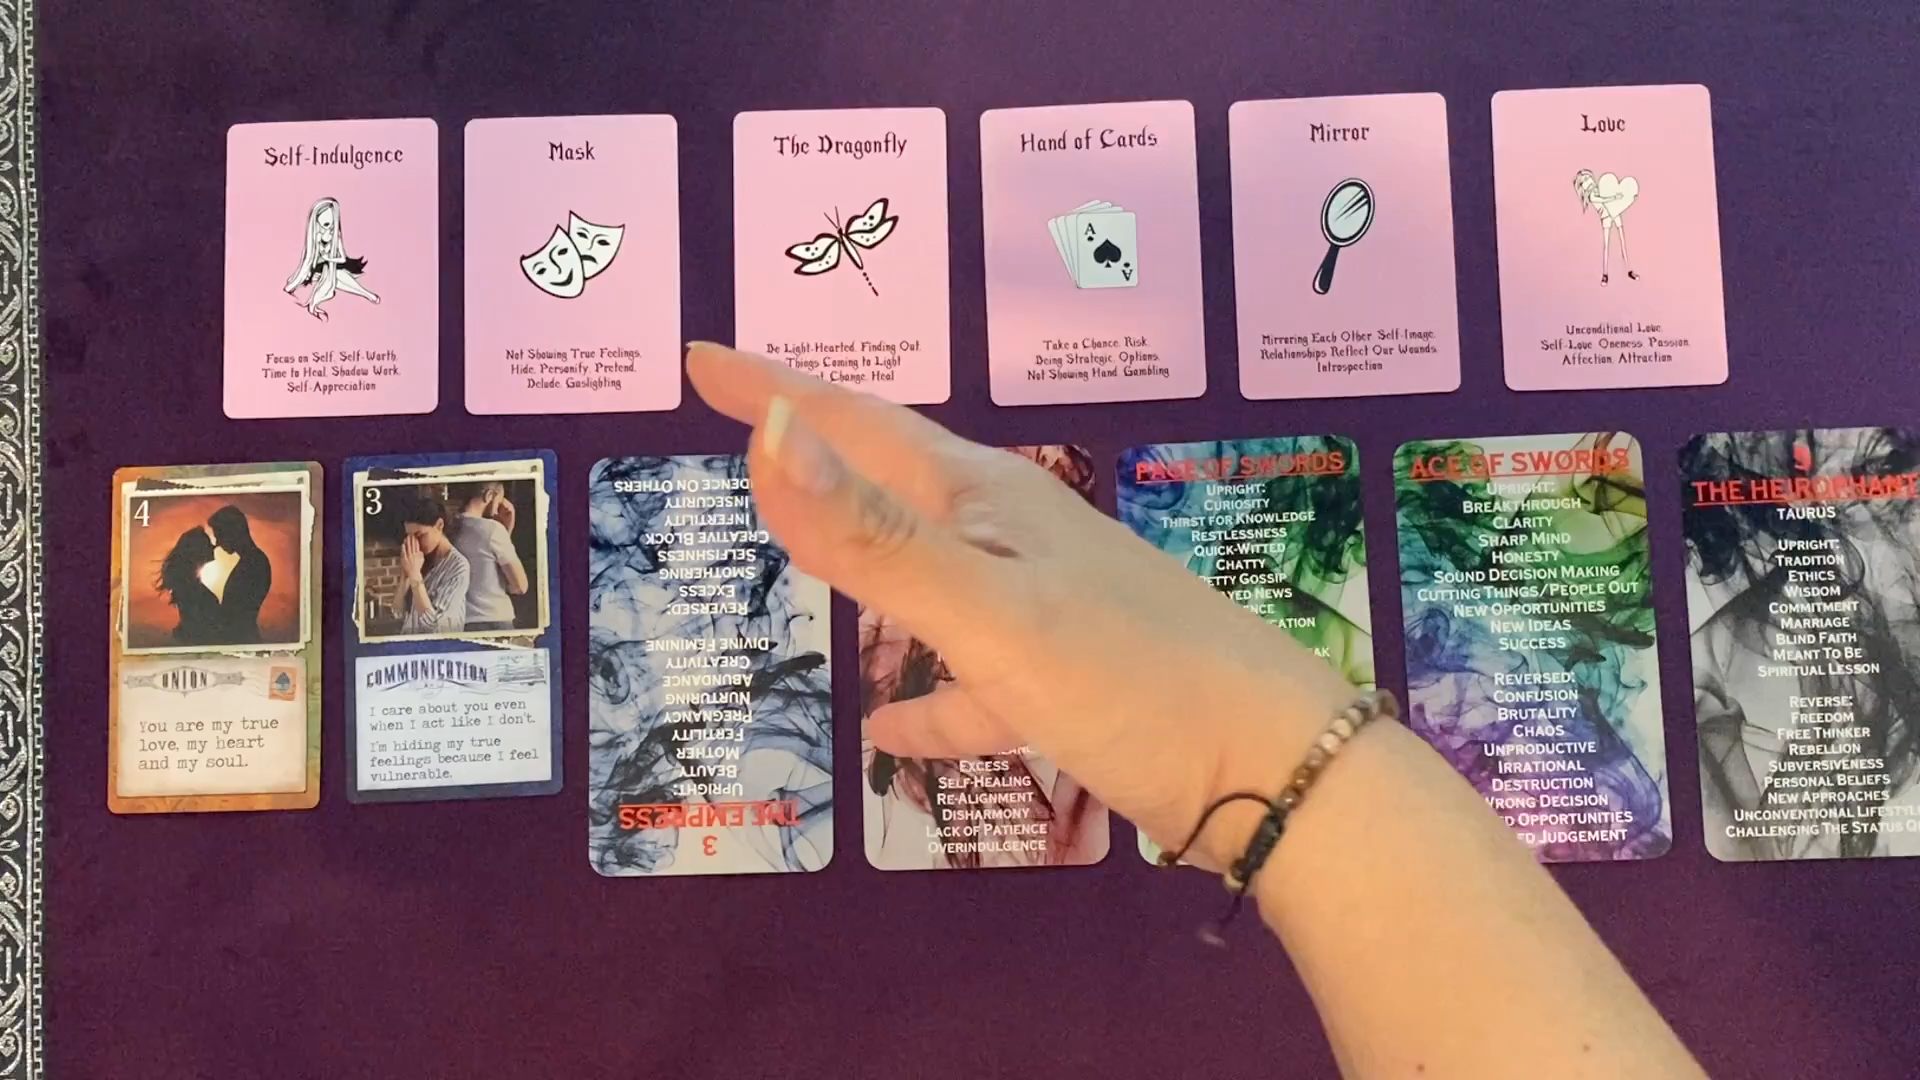 Self-Indulgence
Focus on Self, Self-Worth,
Time to Heal, Shadow Work,
Self-Appreciation
Mask
Not Showing True Feelings,
Hide, Personify, Pretend,
Delude, Gaslighting
The Dragonfly
Be Light-Hearted, Finding Out,
Things Coming to Light
Change, Heal
Hand of Cards
A
A
Take a Chance, Risk,
Being Strategic, Options,
Not Showing Hand, Gambling
Mirror
Mirroring Each Other, Self-Image,
Relationships Reflect Our Wounds,
Introspection
Love
Unconditional Love,
Self-Love, Oneness, Passion,
Affection, Attraction
4
UNION
You are my true
love, my heart
and my soul.
3
COMMUNICATION
I care about you even
when I act like I don't.
I'm hiding my true
feelings because I feel
vulnerable.
3
THE EMPRESS
UPRIGHT:
BEAUTY
MOTHER
FERTILITY
PREGNANCY
NURTURING
ABUNDANCE
CREATIVITY
DIVINE FEMININE
REVERSED:
EXCESS
SMOTHERING
SELFISHNESS
CREATIVE BLOCK
INFERTILITY
INSECURITY
ON OTHERS
EXCESS
SELF-HEALING
RE-ALIGNMENT
DISHARMONY
LACK OF PATIENCE
OVERINDULGENCE
PAGE OF SWORDS
UPRIGHT:
CURIOSITY
THIRST FOR KNOWLEDGE
RESTLESSNESS
QUICK-WITTED
CHATTY
GOSSIP
NEWS
ACE OF SWORDS
UPRIGHT:
BREAKTHROUGH
CLARITY
SHARP MIND
HONESTY
SOUND DECISION MAKING
CUTTING THINGS/PEOPLE OUT
NEW OPPORTUNITIES
NEW IDEAS
SUCCESS
REVERSED:
CONFUSION
BRUTALITY
CHAOS
UNPRODUCTIVE
IRRATIONAL
DESTRUCTION
WRONG DECISION
OPPORTUNITIES
JUDGEMENT
9
THE HEIROPHANT
TAURUS
UPRIGHT:
TRADITION
ETHICS
WISDOM
COMMITMENT
MARRIAGE
BLIND FAITH
MEANT TO BE
SPIRITUAL LESSON
REVERSE:
FREEDOM
FREE THINKER
REBELLION
SUBVERSIVENESS
PERSONAL BELIEFS
NEW APPROACHES
UNCONVENTIONAL
CHALLENGING THE STATUS